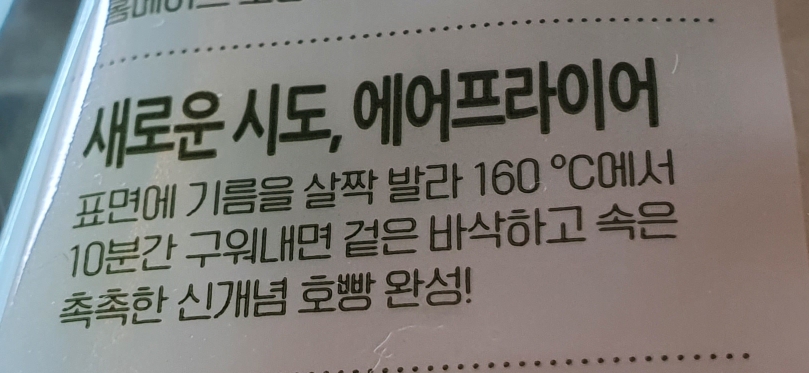 새로운 시도, 에어프라이어
표면에 기름을 살짝 발라 160 °C에서
10분간 구워내면 겉은 바삭하고 속은
촉촉한 신개념 호빵 완성!